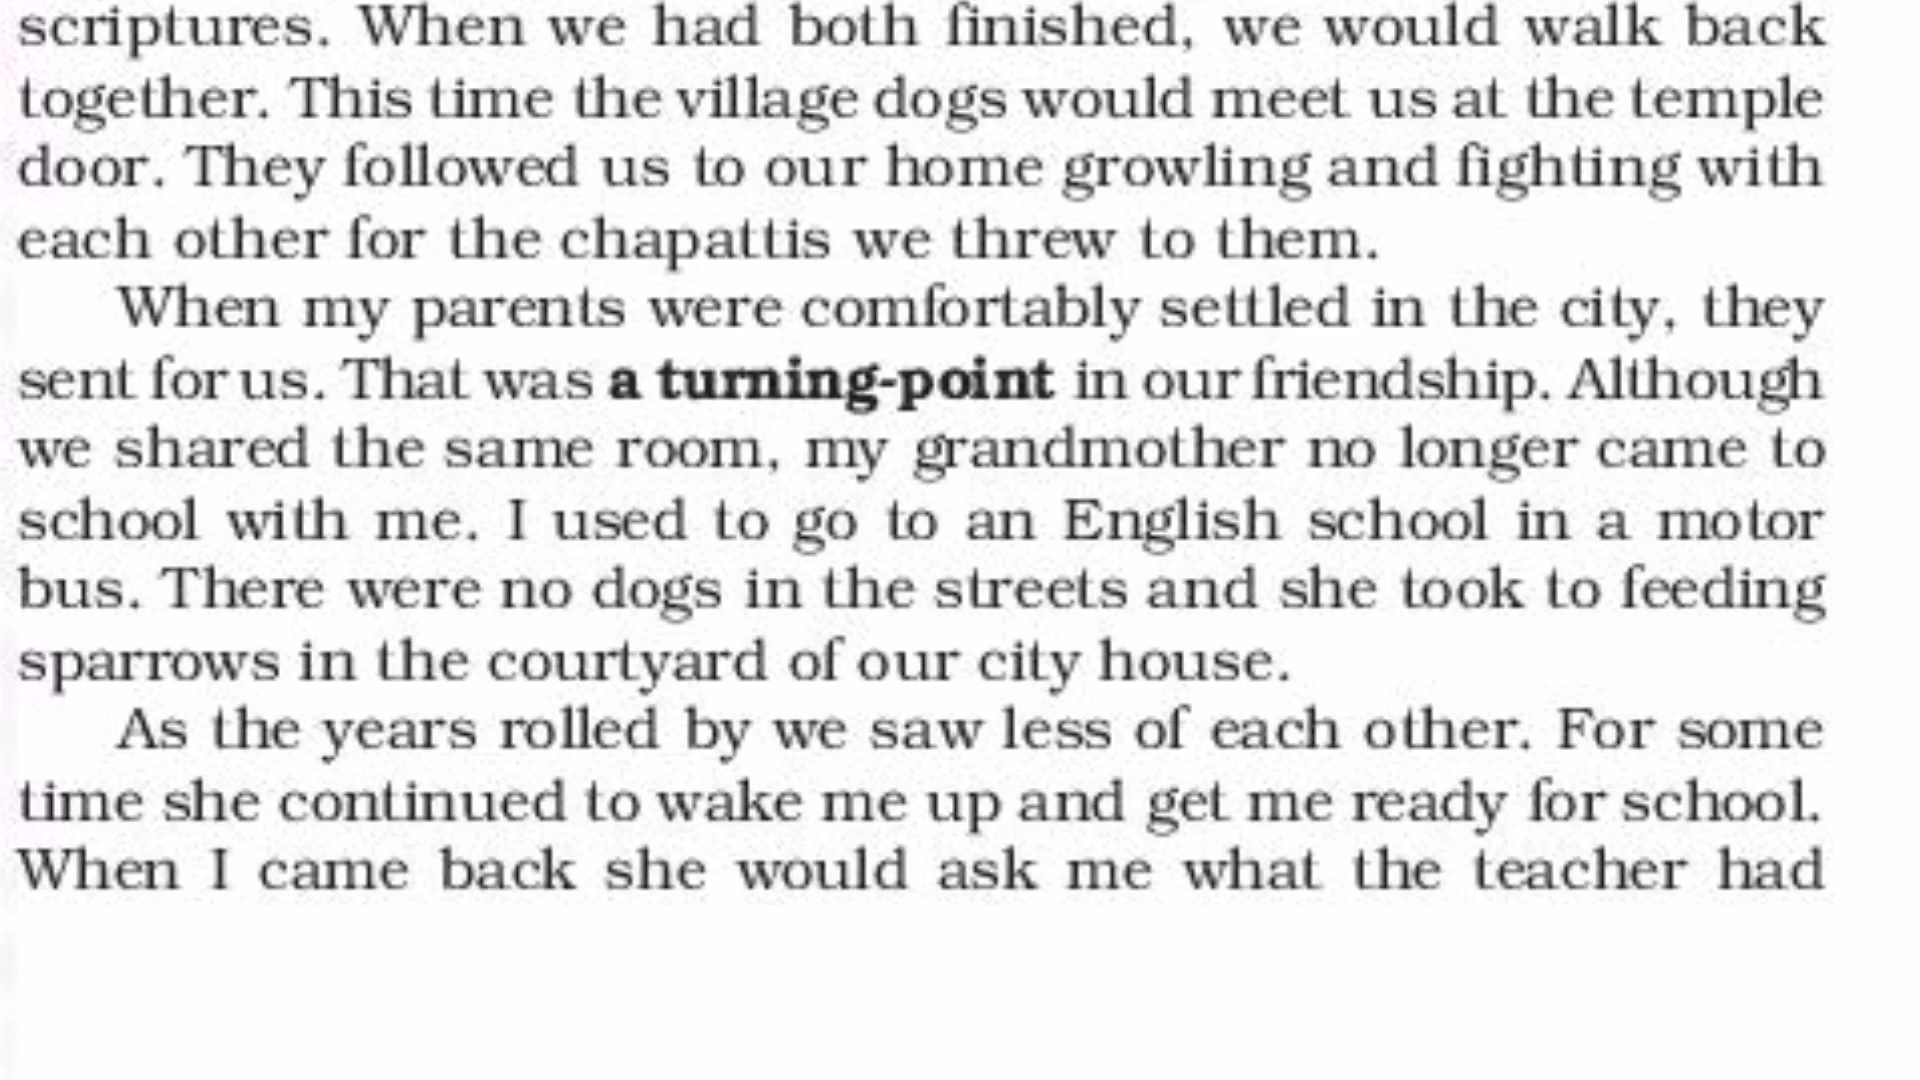 scriptures. When we had both finished, we would walk back
together. This time the village dogs would meet us at the temple
door. They followed us to our home growling and fighting with
each other for the chapattis we threw to them.
When my parents were comfortably settled in the city, they
sent for us. That was a turning-point in our friendship. Although
we shared the same room, my grandmother no longer came to
school with me. I used to go to an English school in a motor
bus. There were no dogs in the streets and she took to feeding
sparrows in the courtyard of our city house.
As the years rolled by we saw less of each other. For some
time she continued to wake me up and get me ready for school.
When I came back she would ask me what the teacher had